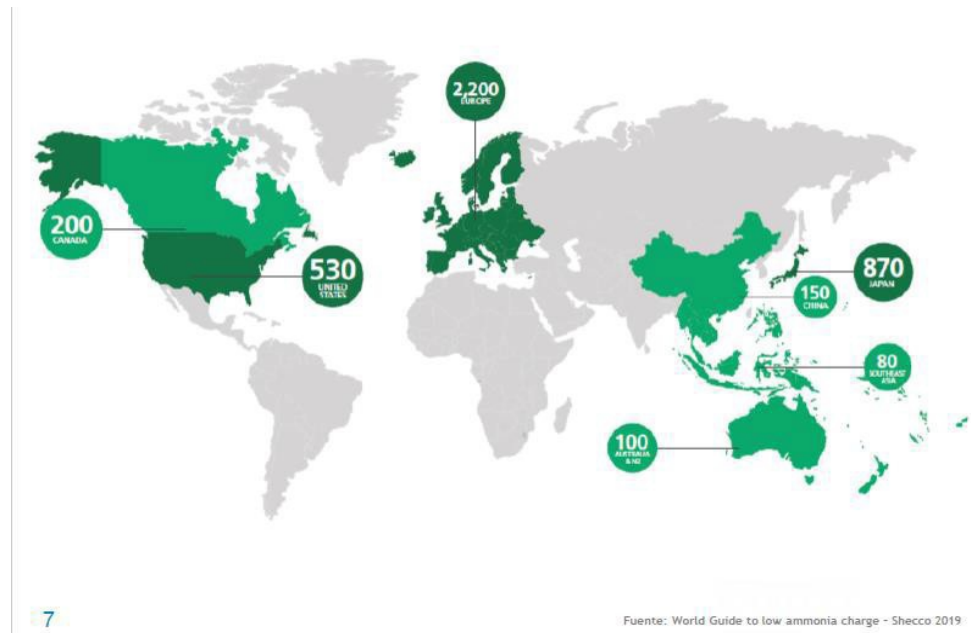 2,200
EUROPE
200
CANADA
530
UNITED
STATES
870
JAPAN
150
CHINA
80
SOUTHEAST
ASIA
100
AUSTRALIA
& NZ
7
Fuente: World Guide to low ammonia charge - Shecco 2019